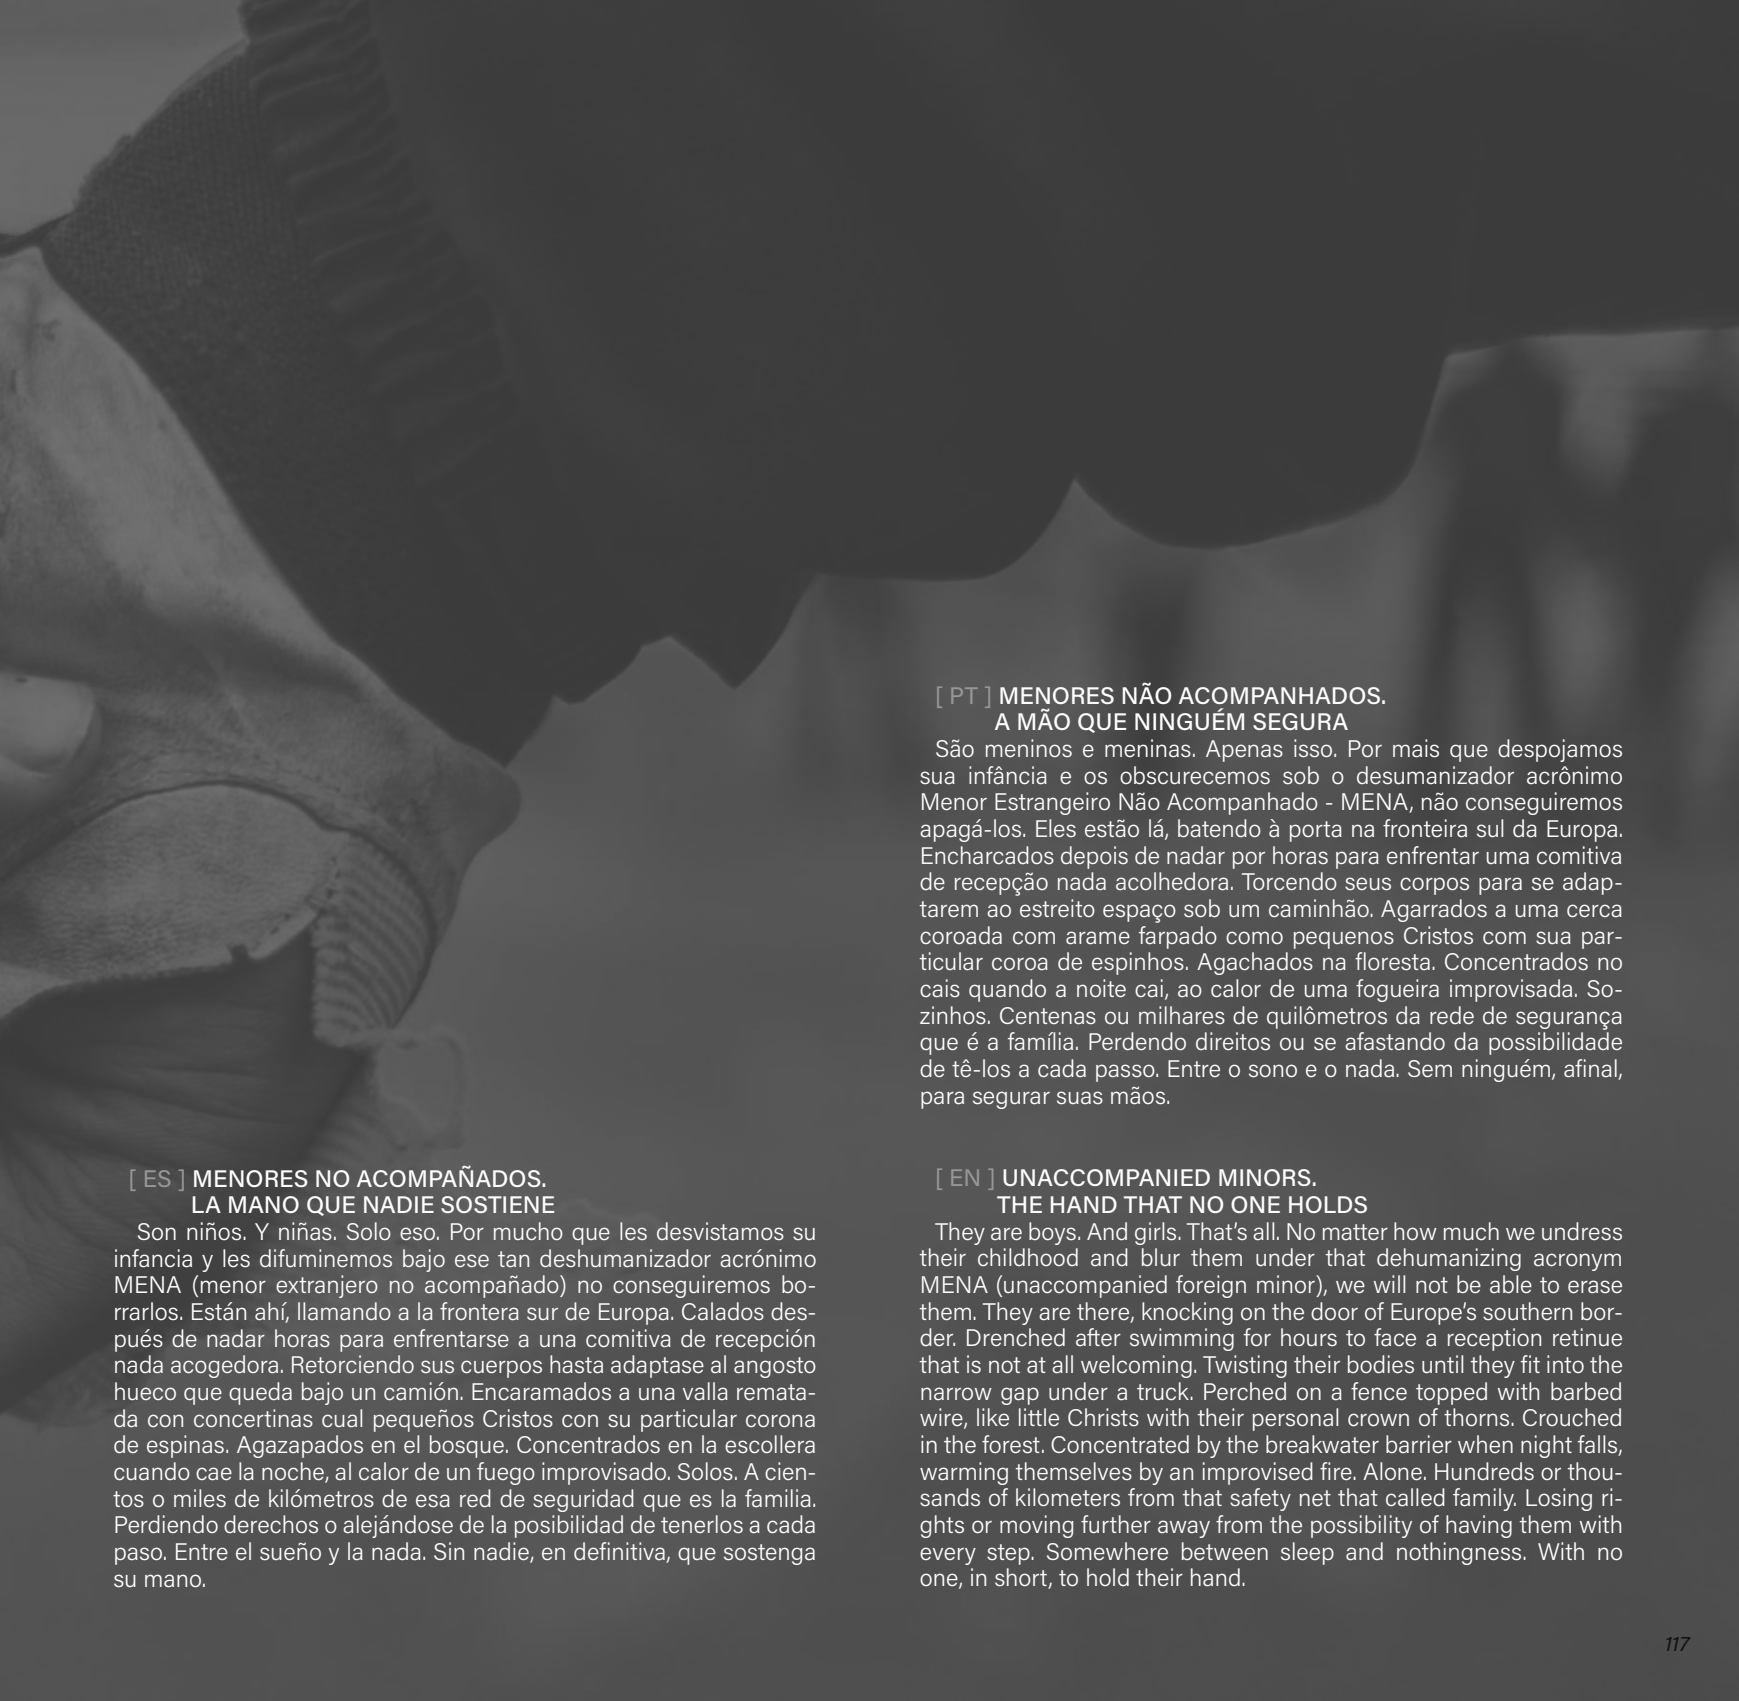 [ PT ] MENORES NÃO ACOMPANHADOS.
A MÃO QUE NINGUÉM SEGURA
São meninos e meninas. Apenas isso. Por mais que despojamos
sua infância e os obscurecemos sob o desumanizador acrônimo
Menor Estrangeiro Não Acompanhado - MENA, não conseguiremos
apagá-los. Eles estão lá, batendo à porta na fronteira sul da Europa.
Encharcados depois de nadar por horas para enfrentar uma comitiva
de recepção nada acolhedora. Torcendo seus corpos para se adap-
tarem ao estreito espaço sob um caminhão. Agarrados a uma cerca
coroada com arame farpado como pequenos Cristos com sua par-
ticular coroa de espinhos. Agachados na floresta. Concentrados no
cais quando a noite cai, ao calor de uma fogueira improvisada. So-
zinhos. Centenas ou milhares de quilômetros da rede de segurança
que é a família. Perdendo direitos ou se afastando da possibilidade
de tê-los a cada passo. Entre o sono e o nada. Sem ninguém, afinal,
para segurar suas mãos.
[ ES ] MENORES NO ACOMPAÑADOS.
LA MANO QUE NADIE SOSTIENE
Son niños. Y niñas. Solo eso. Por mucho que les desvistamos su
infancia y les difuminemos bajo ese tan deshumanizador acrónimo
MENA (menor extranjero no acompañado) no conseguiremos bo-
rrarlos. Están ahí, llamando a la frontera sur de Europa. Calados des-
pués de nadar horas para enfrentarse a una comitiva de recepción
nada acogedora. Retorciendo sus cuerpos hasta adaptase al angosto
hueco que queda bajo un camión. Encaramados a una valla remata-
da con concertinas cual pequeños Cristos con su particular corona
de espinas. Agazapados en el bosque. Concentrados en la escollera
cuando cae la noche, al calor de un fuego improvisado. Solos. A cien-
tos o miles de kilómetros de esa red de seguridad que es la familia.
Perdiendo derechos o alejándose de la posibilidad de tenerlos a cada
paso. Entre el sueño y la nada. Sin nadie, en definitiva, que sostenga
su mano.
[ EN ] UNACCOMPANIED MINORS.
THE HAND THAT NO ONE HOLDS
They are boys. And girls. That's all. No matter how much we undress
their childhood and blur them under that dehumanizing acronym
MENA (unaccompanied foreign minor), we will not be able to erase
them. They are there, knocking on the door of Europe's southern bor-
der. Drenched after swimming for hours to face a reception retinue
that is not at all welcoming. Twisting their bodies until they fit into the
narrow gap under a truck. Perched on a fence topped with barbed
wire, like little Christs with their personal crown of thorns. Crouched
in the forest. Concentrated by the breakwater barrier when night falls,
warming themselves by an improvised fire. Alone. Hundreds or thou-
sands of kilometers from that safety net that called family. Losing ri-
ghts or moving further away from the possibility of having them with
every step. Somewhere between sleep and nothingness. With no
one, in short, to hold their hand.
117